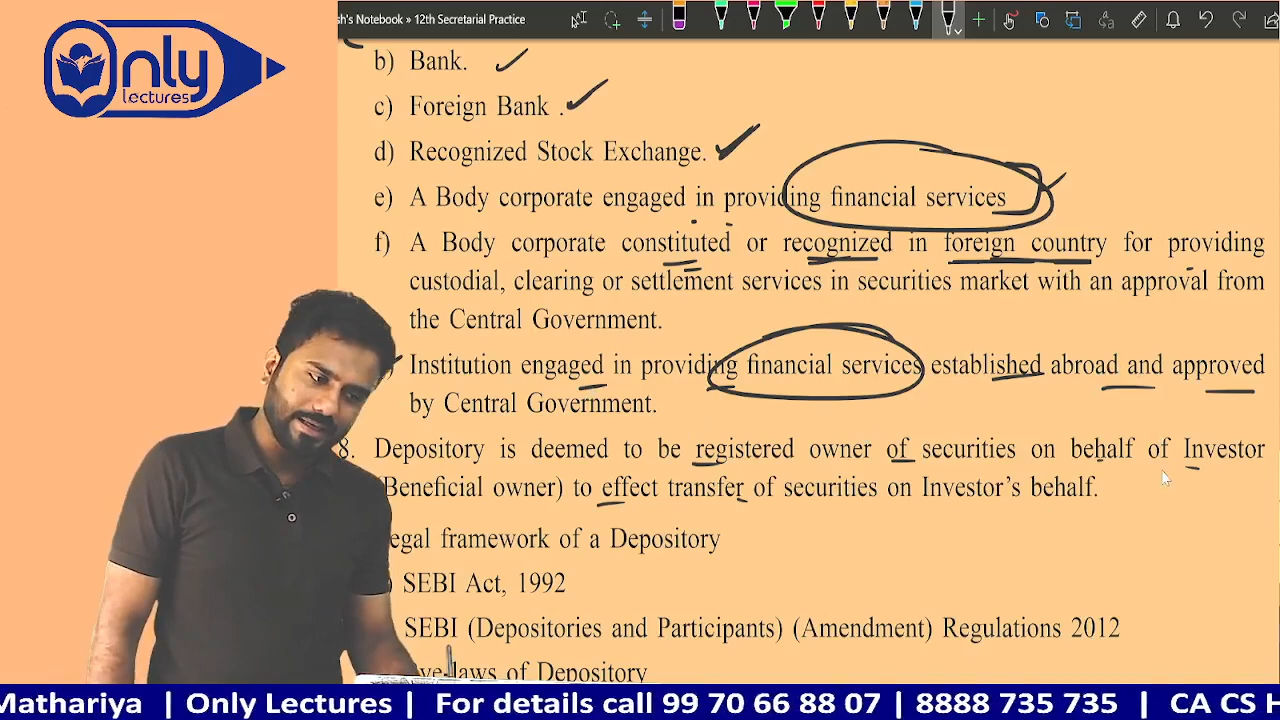 sh's Notebook » 12th Secretarial Practice
Only
lectures
b) Bank.
c) Foreign Bank .
d) Recognized Stock Exchange.
e) A Body corporate engaged in providing financial services
f) A Body corporate constituted or recognized in foreign country for providing
custodial, clearing or settlement services in securities market with an approval from
the Central Government.
) Institution engaged in providing financial services established abroad and approved
by Central Government.
8. Depository is deemed to be registered owner of securities on behalf of Investor
(Beneficial owner) to effect transfer of securities on Investor's behalf.
egal framework of a Depository
) SEBI Act, 1992
SEBI (Depositories and Participants) (Amendment) Regulations 2012
ye-laws of Depository
Mathariya | Only Lectures | For details call 99 70 66 88 07 | 8888 735 735 | CA CS H